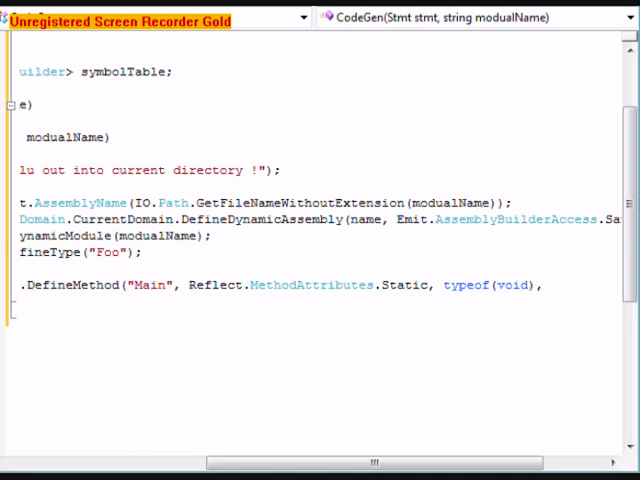 Unregistered Screen Recorder Gold
CodeGen(Stmt stmt, string modualName)
uilder> symbolTable;
e)
modualName)
lu out into current directory !");
t.AssemblyName(IO.Path.GetFileNameWithoutExtension(modualName));
Domain.CurrentDomain.DefineDynamicAssembly(name, Emit.AssemblyBuilderAccess.Sa
ynamicModule(modualName);
fineType("Foo");
.DefineMethod("Main", Reflect.MethodAttributes.Static, typeof(void),